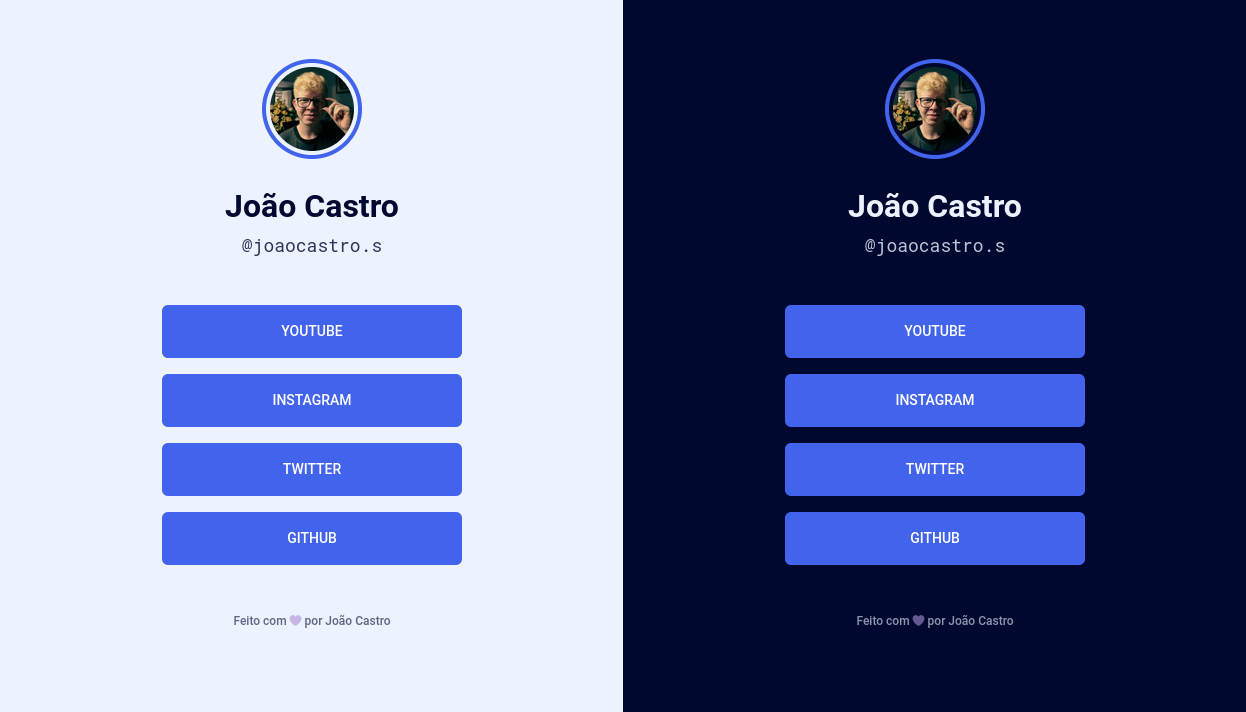 João Castro
@joaocastro.s
YOUTUBE
INSTAGRAM
TWITTER
GITHUB
Feito com 💜 por João Castro
João Castro
@joaocastro.s
YOUTUBE
INSTAGRAM
TWITTER
GITHUB
Feito com 💜 por João Castro